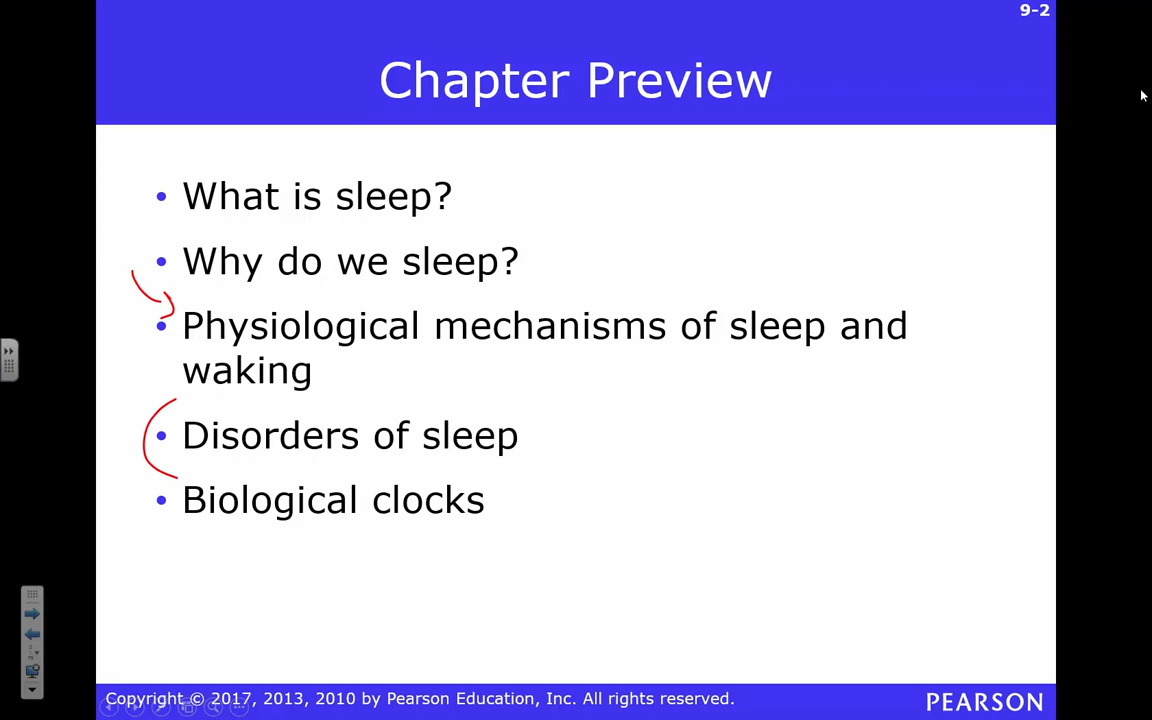 9-2
Chapter Preview
• What is sleep?
• Why do we sleep?
• Physiological mechanisms of sleep and
waking
• Disorders of sleep
• Biological clocks
Copyright © 2017, 2013, 2010 by Pearson Education, Inc. All rights reserved.
PEARSON